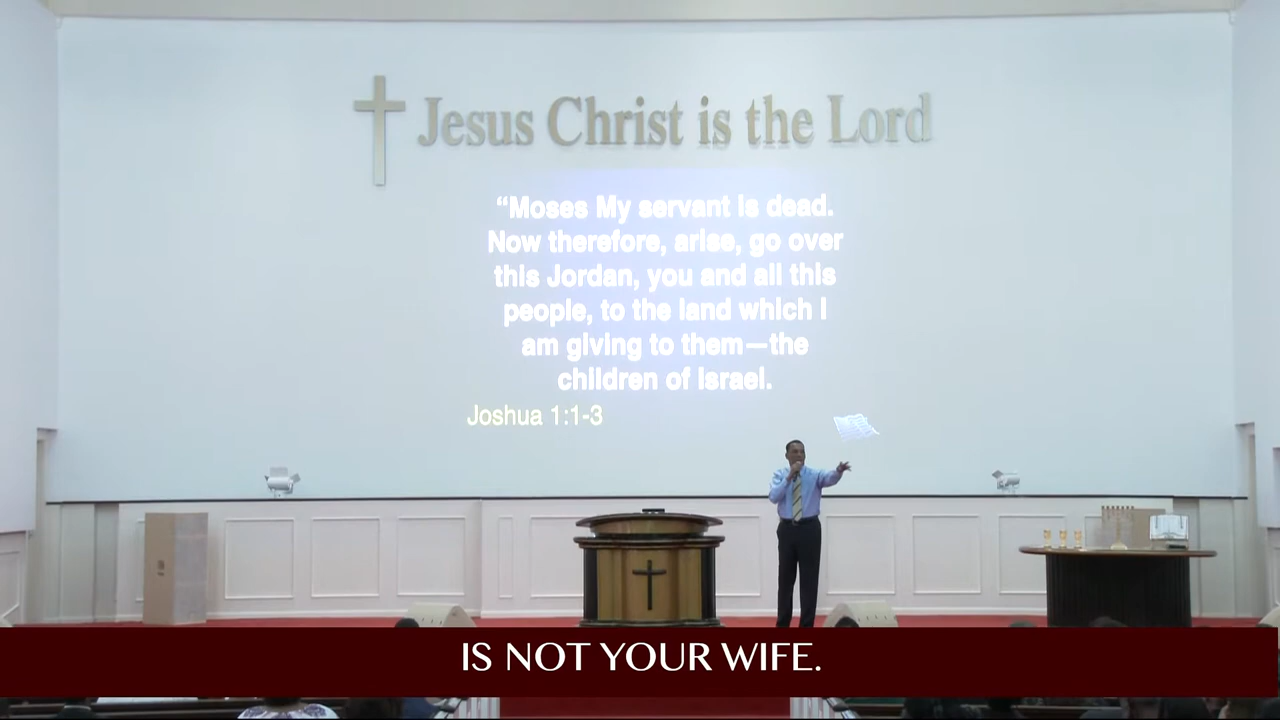 Jesus Christ is the Lord
“Moses My servant is dead.
Now therefore, arise, go over
this Jordan, you and all this
people, to the land which I
am giving to them—the
children of Israel.
Joshua 1:1-3
IS NOT YOUR WIFE.